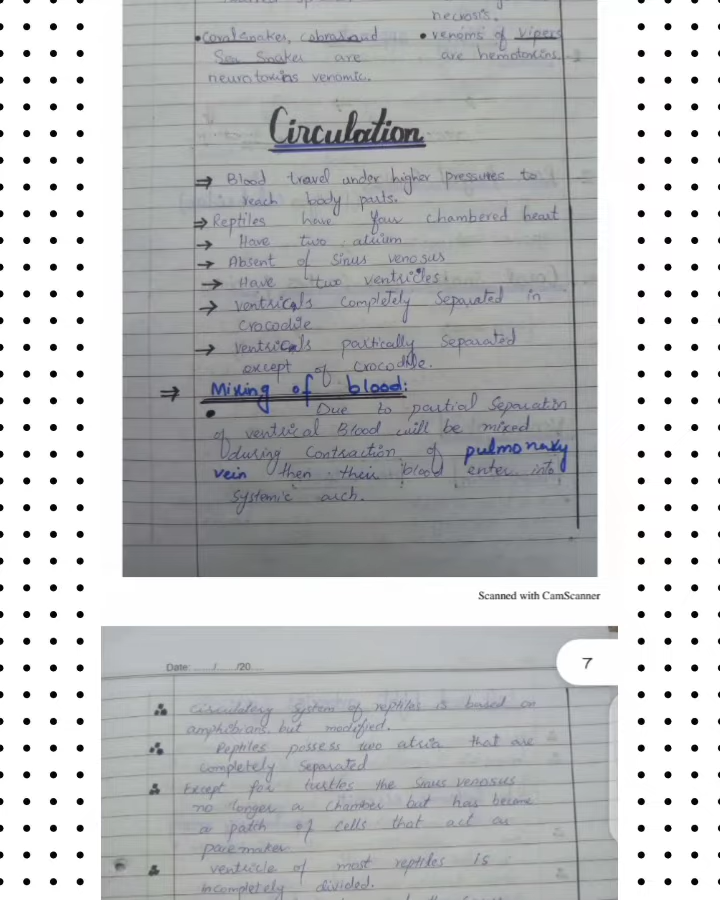 necrosis.
• Coralsnakes, cobras and
Sea Snakes are
neurotoxins venomic.
• venoms of vipers
are hemotoxins
Circulation
⇒ Blood travel under higher pressures to
reach body parts.
⇒ Reptiles have four chambered heart
→ Have two atrium
→ Absent of Sinus venosus
→ Have two ventricles
→ ventricals completely Separated in
crocodile
→ ventricals partically Separated
except of crocodile.
⇒ Mixing of blood:
• Due to partial Separation
of ventrical Blood will be mixed
during Contraction of pulmonary
vein then their blood enter into
systemic arch.
Scanned with CamScanner
7
Date: / /20
Circulatory System of reptiles is based on
amphibians but modified.
Reptiles possess two atria that are
completely Separated
Except for turtles the Sinus venosus
no longer a chamber but has become
a patch of cells that act as
pacemaker
ventricle of most reptiles is
incompletely divided.